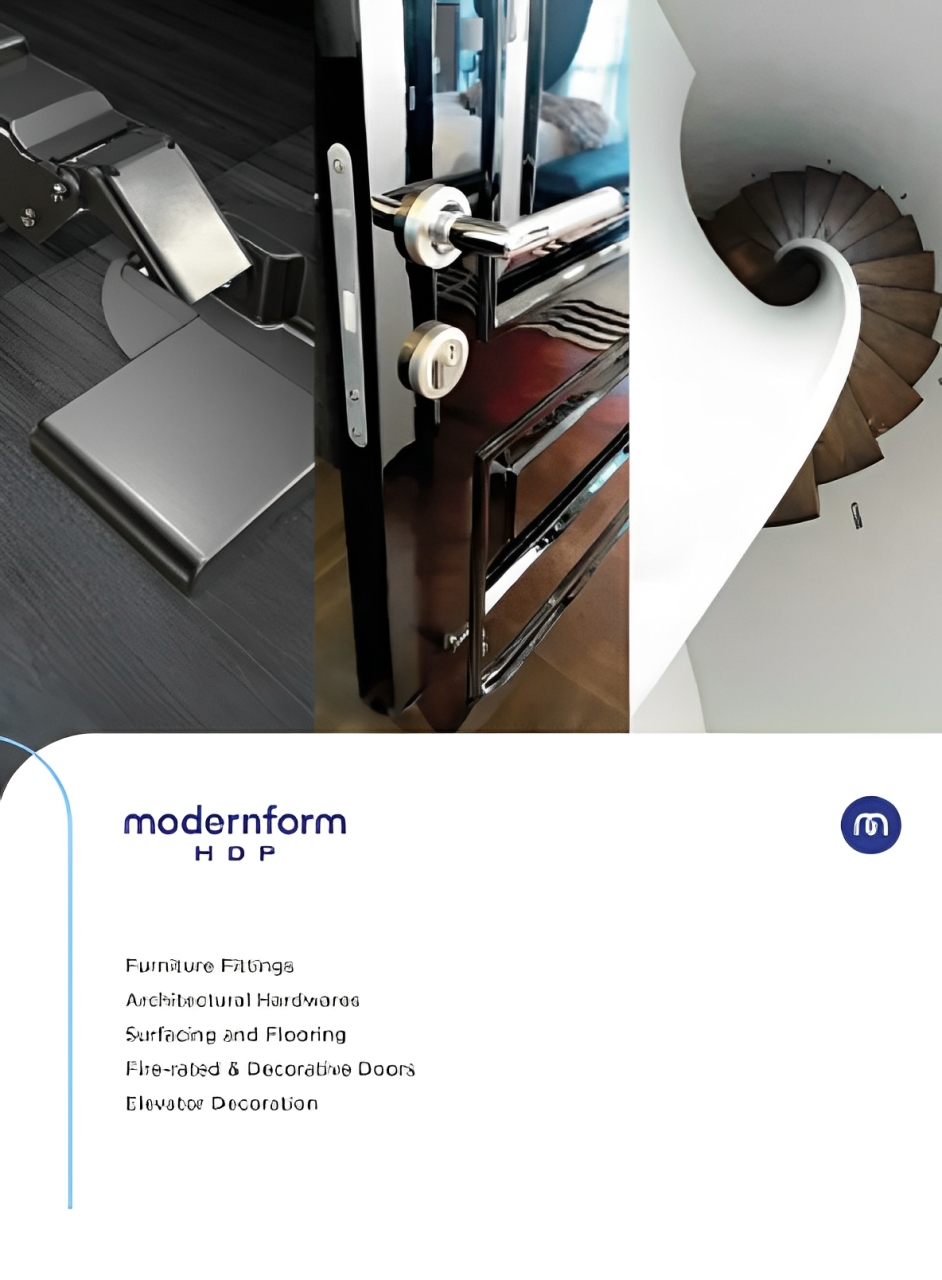 modernform
HDP
Furniture Fittings
Architectural Hardwares
Surfacing and Flooring
Fire-rated & Decorative Doors
Elevator Decoration